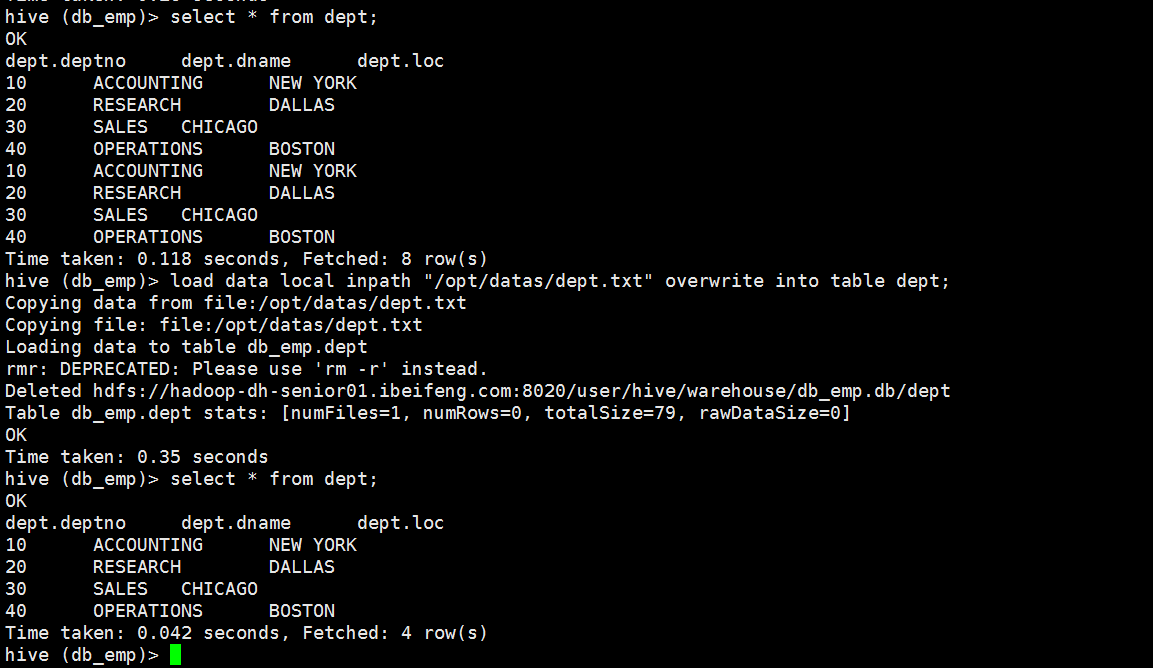 hive (db_emp)> select * from dept;
OK
dept.deptno     dept.dname      dept.loc
10      ACCOUNTING      NEW YORK
20      RESEARCH        DALLAS
30      SALES   CHICAGO
40      OPERATIONS      BOSTON
10      ACCOUNTING      NEW YORK
20      RESEARCH        DALLAS
30      SALES   CHICAGO
40      OPERATIONS      BOSTON
Time taken: 0.118 seconds, Fetched: 8 row(s)
hive (db_emp)> load data local inpath "/opt/datas/dept.txt" overwrite into table dept;
Copying data from file:/opt/datas/dept.txt
Copying file: file:/opt/datas/dept.txt
Loading data to table db_emp.dept
rmr: DEPRECATED: Please use 'rm -r' instead.
Deleted hdfs://hadoop-dh-senior01.ibeifeng.com:8020/user/hive/warehouse/db_emp.db/dept
Table db_emp.dept stats: [numFiles=1, numRows=0, totalSize=79, rawDataSize=0]
OK
Time taken: 0.35 seconds
hive (db_emp)> select * from dept;
OK
dept.deptno     dept.dname      dept.loc
10      ACCOUNTING      NEW YORK
20      RESEARCH        DALLAS
30      SALES   CHICAGO
40      OPERATIONS      BOSTON
Time taken: 0.042 seconds, Fetched: 4 row(s)
hive (db_emp)>